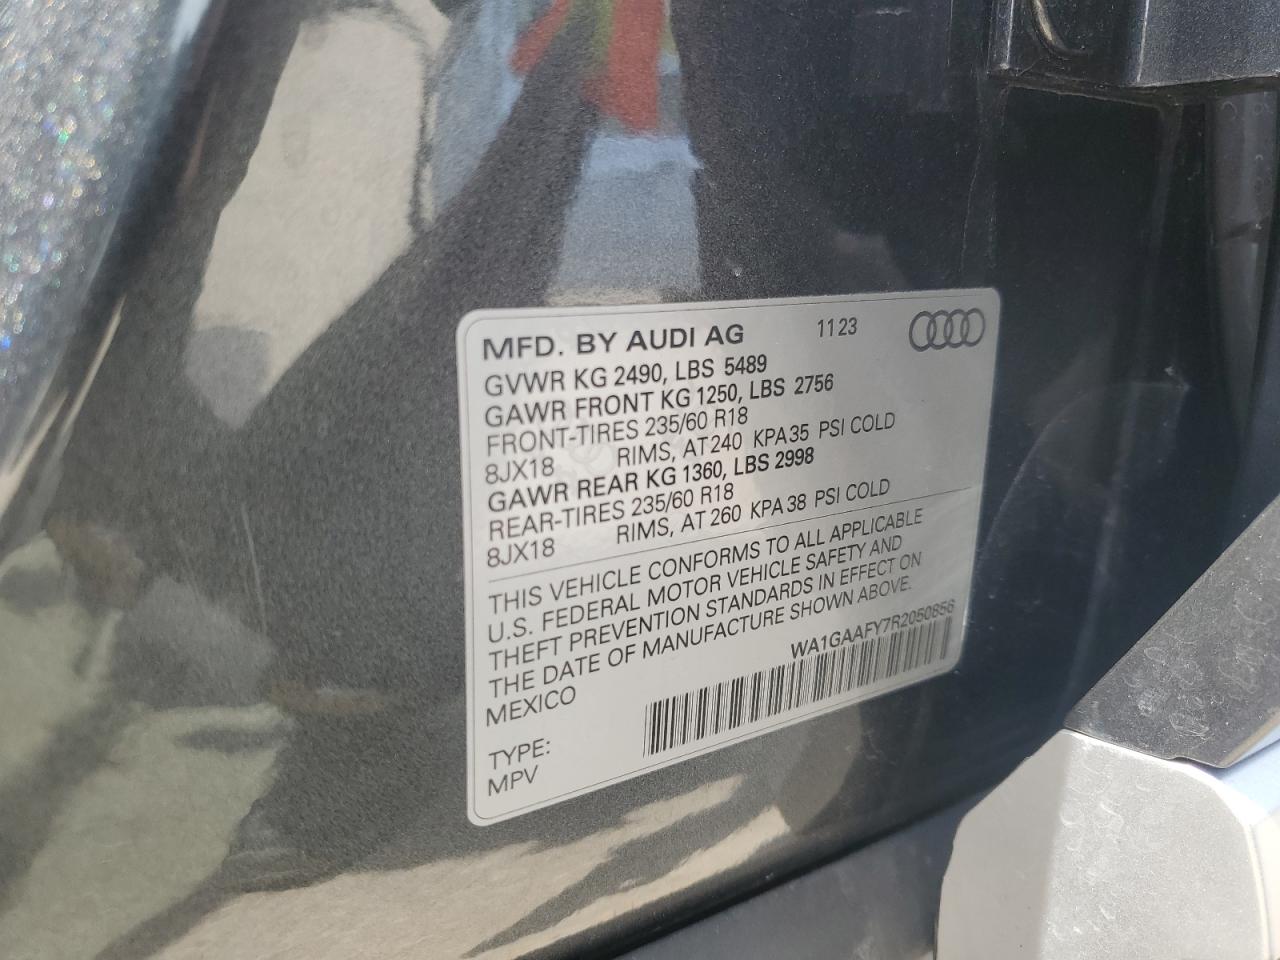 MFD. BY AUDI AG 11 23
GVWR KG 2490, LBS 5489
GAWR FRONT KG 1250, LBS 2756
FRONT-TIRES 235/60 R18
8JX18 RIMS, AT 240 KPA 35 PSI COLD
GAWR REAR KG 1360, LBS 2998
REAR-TIRES 235/60 R18
8JX18 RIMS, AT 260 KPA 38 PSI COLD
THIS VEHICLE CONFORMS TO ALL APPLICABLE
U.S. FEDERAL MOTOR VEHICLE SAFETY AND
THEFT PREVENTION STANDARDS IN EFFECT ON
THE DATE OF MANUFACTURE SHOWN ABOVE.
MEXICO
WA1GAAFY7R2050856
TYPE:
MPV